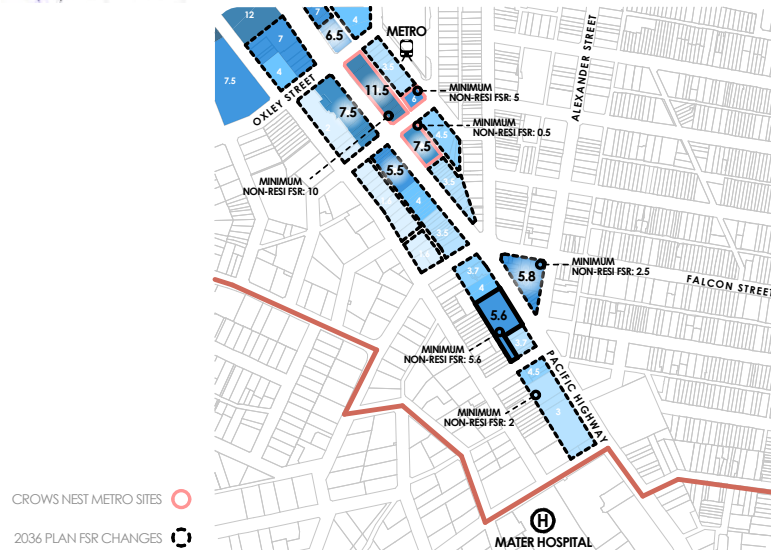 12
7
4
6.5
7
4
METRO
7.5
4
OXLEY STREET
3.5
11.5
6
MINIMUM
NON-RESI FSR: 5
ALEXANDER STREET
7.5
MINIMUM
NON-RESI FSR: 0.5
4.5
7.5
5.5
MINIMUM
NON-RESI FSR: 10
4
3.5
3.7
4
5.8
MINIMUM
NON-RESI FSR: 2.5
FALCON STREET
5.6
MINIMUM
NON-RESI FSR: 5.6
PACIFIC HIGHWAY
4.5
3
MINIMUM
NON-RESI FSR: 2
CROWS NEST METRO SITES
2036 PLAN FSR CHANGES
H
MATER HOSPITAL